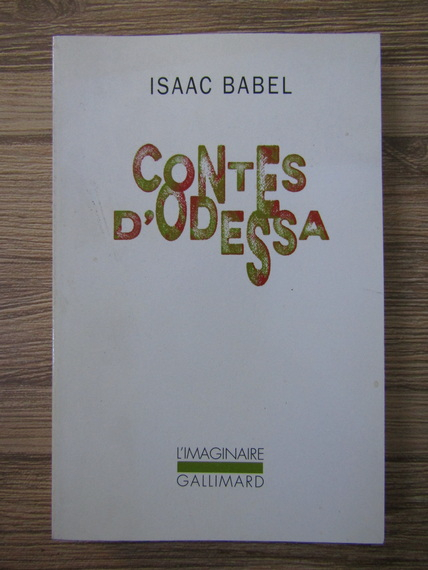 ISAAC BABEL
CONTES
D'ODESSA
L'IMAGINAIRE
GALLIMARD